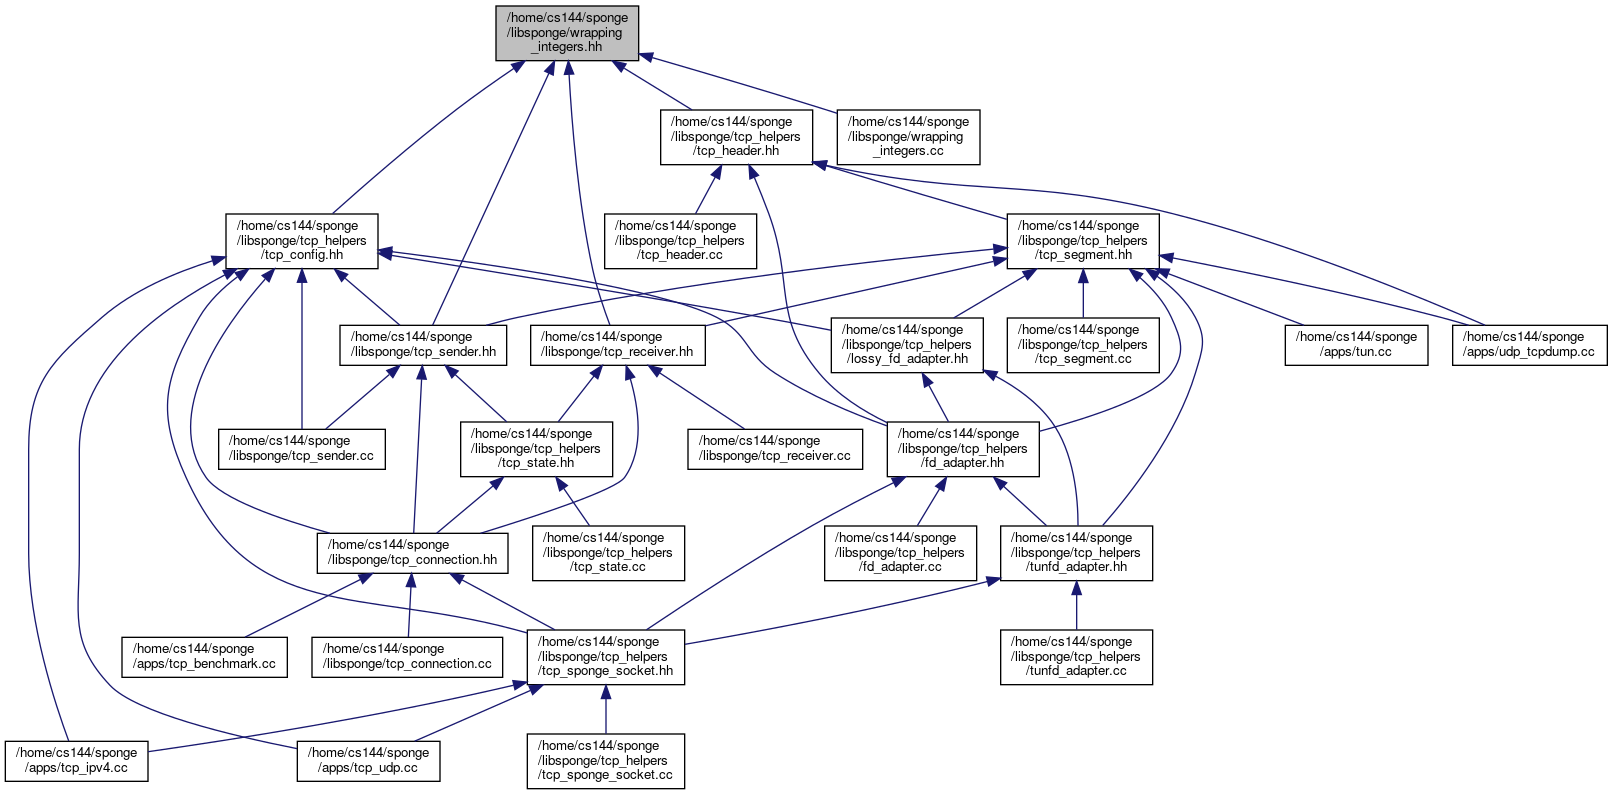 /home/cs144/sponge
/libsponge/wrapping
_integers.hh
/home/cs144/sponge
/libsponge/tcp_helpers
/tcp_header.hh
/home/cs144/sponge
/libsponge/wrapping
_integers.cc
/home/cs144/sponge
/libsponge/tcp_helpers
/tcp_config.hh
/home/cs144/sponge
/libsponge/tcp_helpers
/tcp_header.cc
/home/cs144/sponge
/libsponge/tcp_helpers
/tcp_segment.hh
/home/cs144/sponge
/libsponge/tcp_sender.hh
/home/cs144/sponge
/libsponge/tcp_receiver.hh
/home/cs144/sponge
/libsponge/tcp_helpers
/lossy_fd_adapter.hh
/home/cs144/sponge
/libsponge/tcp_helpers
/tcp_segment.cc
/home/cs144/sponge
/apps/tun.cc
/home/cs144/sponge
/apps/udp_tcpdump.cc
/home/cs144/sponge
/libsponge/tcp_sender.cc
/home/cs144/sponge
/libsponge/tcp_helpers
/tcp_state.hh
/home/cs144/sponge
/libsponge/tcp_receiver.cc
/home/cs144/sponge
/libsponge/tcp_helpers
/fd_adapter.hh
/home/cs144/sponge
/libsponge/tcp_connection.hh
/home/cs144/sponge
/libsponge/tcp_helpers
/tcp_state.cc
/home/cs144/sponge
/libsponge/tcp_helpers
/fd_adapter.cc
/home/cs144/sponge
/libsponge/tcp_helpers
/tunfd_adapter.hh
/home/cs144/sponge
/apps/tcp_benchmark.cc
/home/cs144/sponge
/libsponge/tcp_connection.cc
/home/cs144/sponge
/libsponge/tcp_helpers
/tcp_sponge_socket.hh
/home/cs144/sponge
/libsponge/tcp_helpers
/tunfd_adapter.cc
/home/cs144/sponge
/apps/tcp_ipv4.cc
/home/cs144/sponge
/apps/tcp_udp.cc
/home/cs144/sponge
/libsponge/tcp_helpers
/tcp_sponge_socket.cc